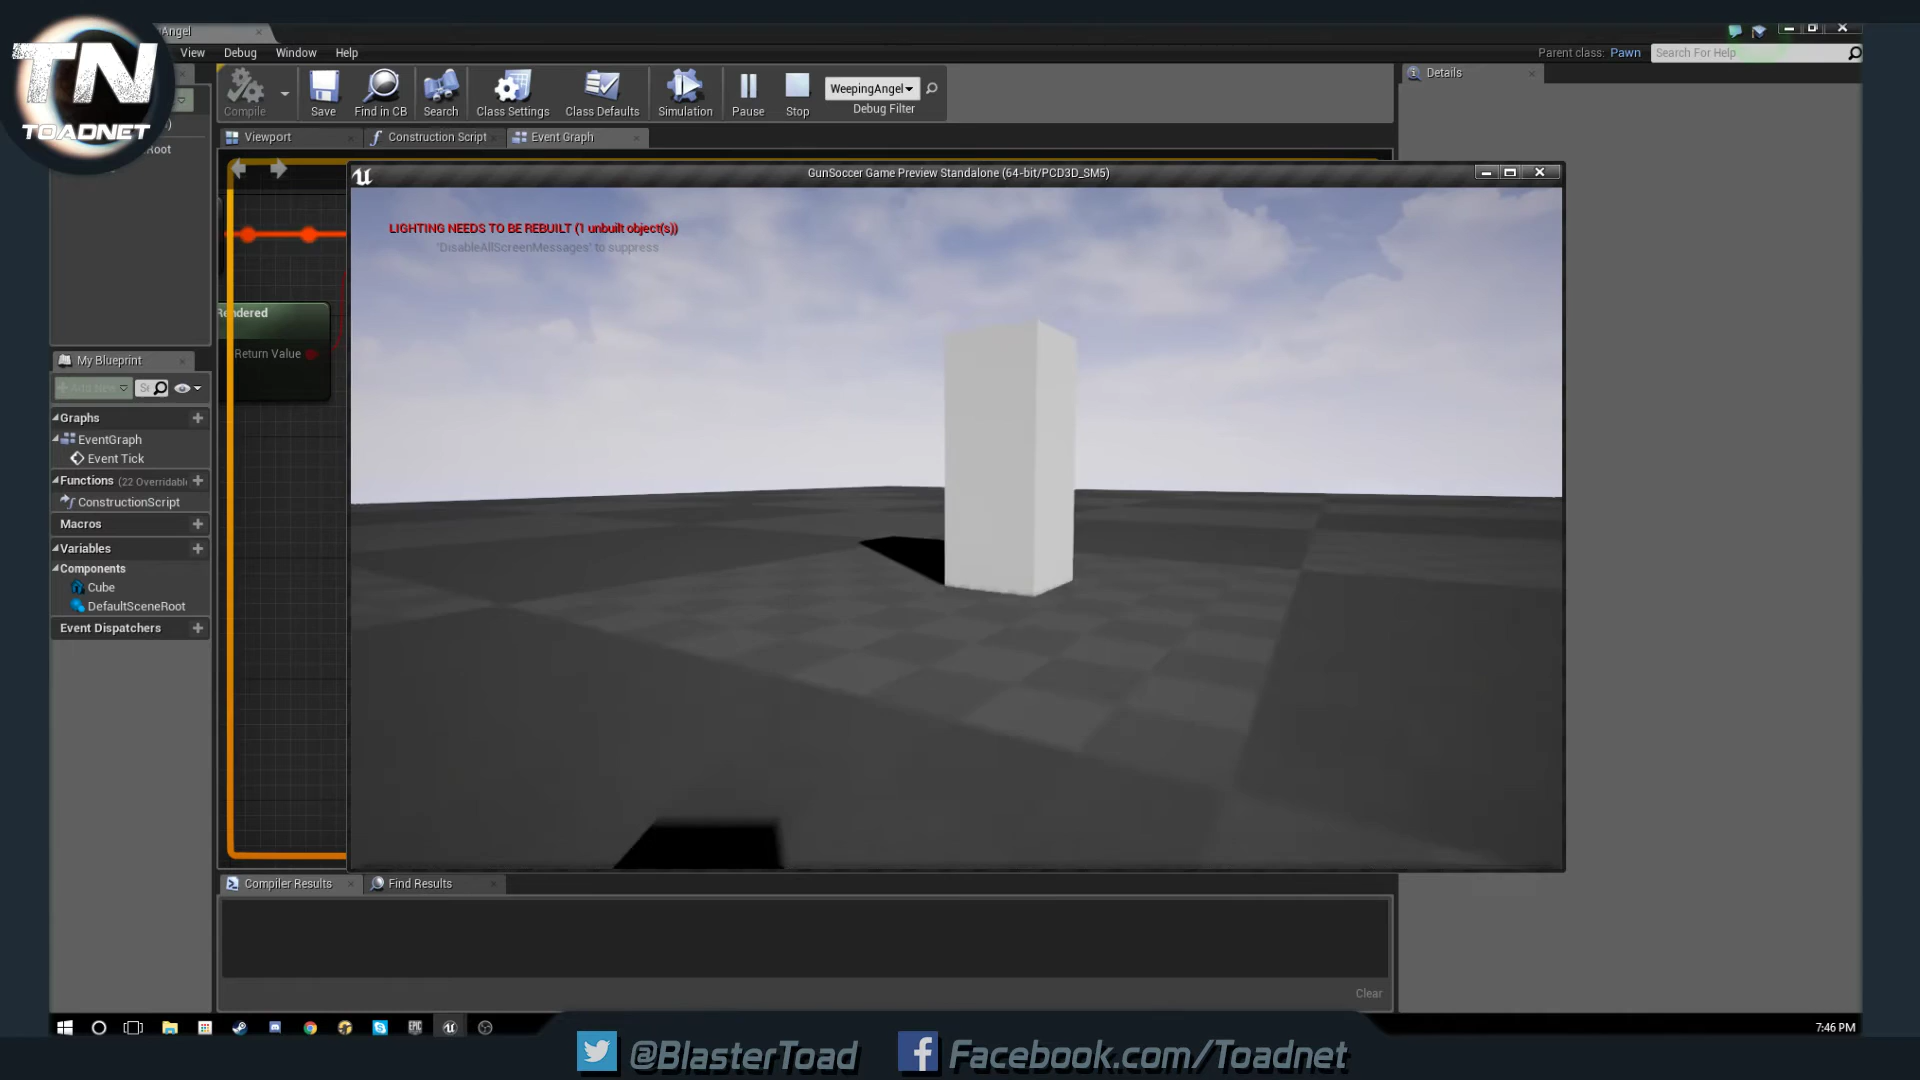 TN
TOADNET
Angel
View Debug Window Help
Parent class: Pawn
Search For Help
Compile
Save
Find in CB
Search
Class Settings
Class Defaults
Simulation
Pause
Stop
WeepingAngel
Debug Filter
Details
Viewport
Construction Script
Event Graph
Root
GunSoccer Game Preview Standalone (64-bit/PCD3D_SM5)
LIGHTING NEEDS TO BE REBUILT (1 unbuilt object(s))
'DisableAllScreenMessages' to suppress
Rendered
Return Value
My Blueprint
Add New
Graphs
EventGraph
Event Tick
Functions (22 Overridable
ConstructionScript
Macros
Variables
Components
Cube
DefaultSceneRoot
Event Dispatchers
Compiler Results
Find Results
Clear
EPIC
7:46 PM
@BlasterToad
Facebook.com/Toadnet